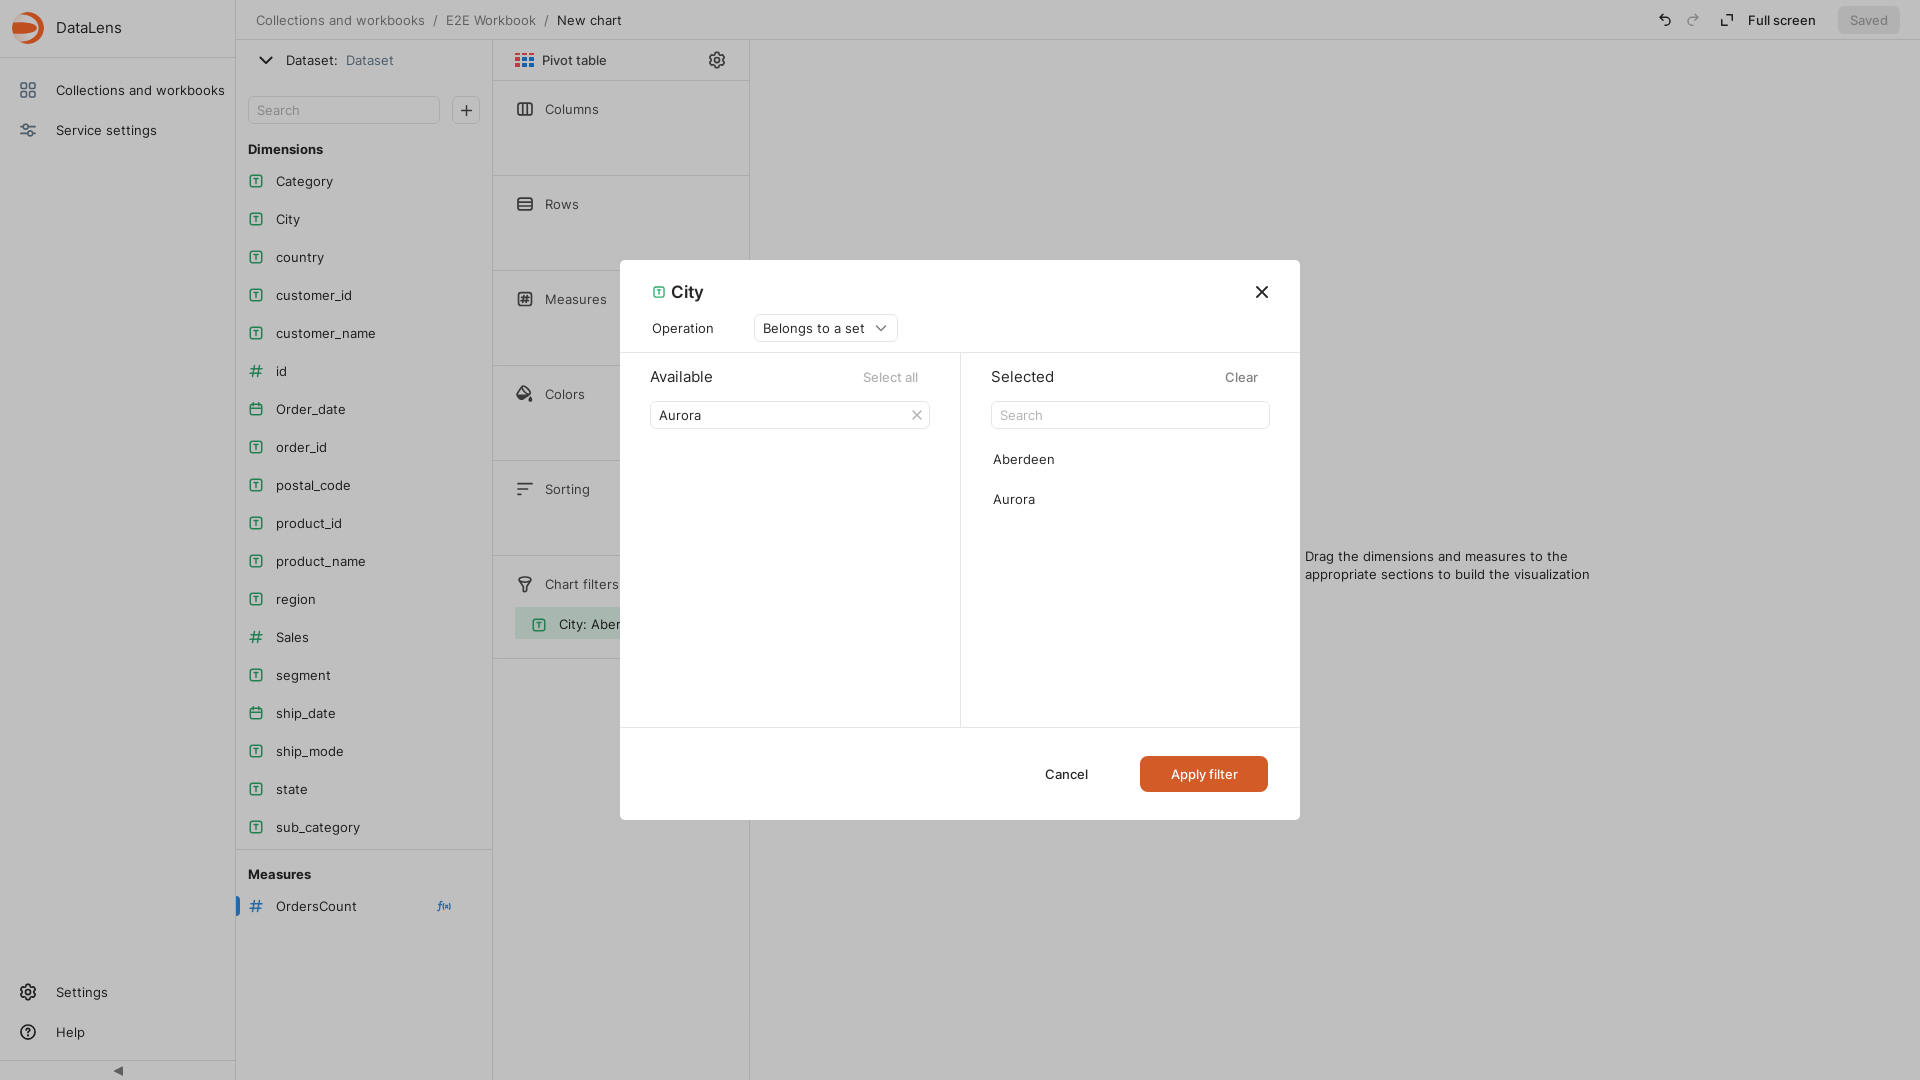 DataLens
Collections and workbooks
Service settings
Settings
Help
Collections and workbooks / E2E Workbook / New chart
Full screen
Saved
Dataset: Dataset
Search
Dimensions
Category
City
country
customer_id
customer_name
id
Order_date
order_id
postal_code
product_id
product_name
region
Sales
segment
ship_date
ship_mode
state
sub_category
Measures
OrdersCount
Pivot table
Columns
Rows
Measures
Colors
Sorting
Chart filters
City: Aber
City
Operation
Belongs to a set
Available
Select all
Aurora
Selected
Clear
Search
Aberdeen
Aurora
Cancel
Apply filter
Drag the dimensions and measures to the
appropriate sections to build the visualization